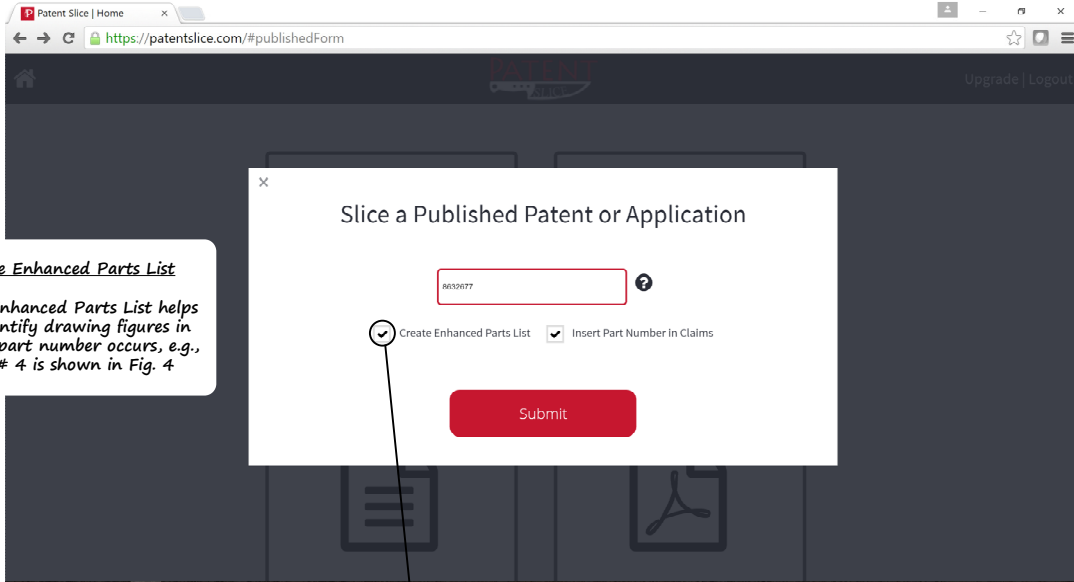 Patent Slice | Home
https://patentslice.com/#publishedForm
PATENT
SLICE
Upgrade | Logout
Slice a Published Patent or Application
8632677
Create Enhanced Parts List
Insert Part Number in Claims
Submit
Enhanced Parts List
Parts List helps
drawing figures in
part number occurs, e.g.,
# 4 is shown in Fig. 4